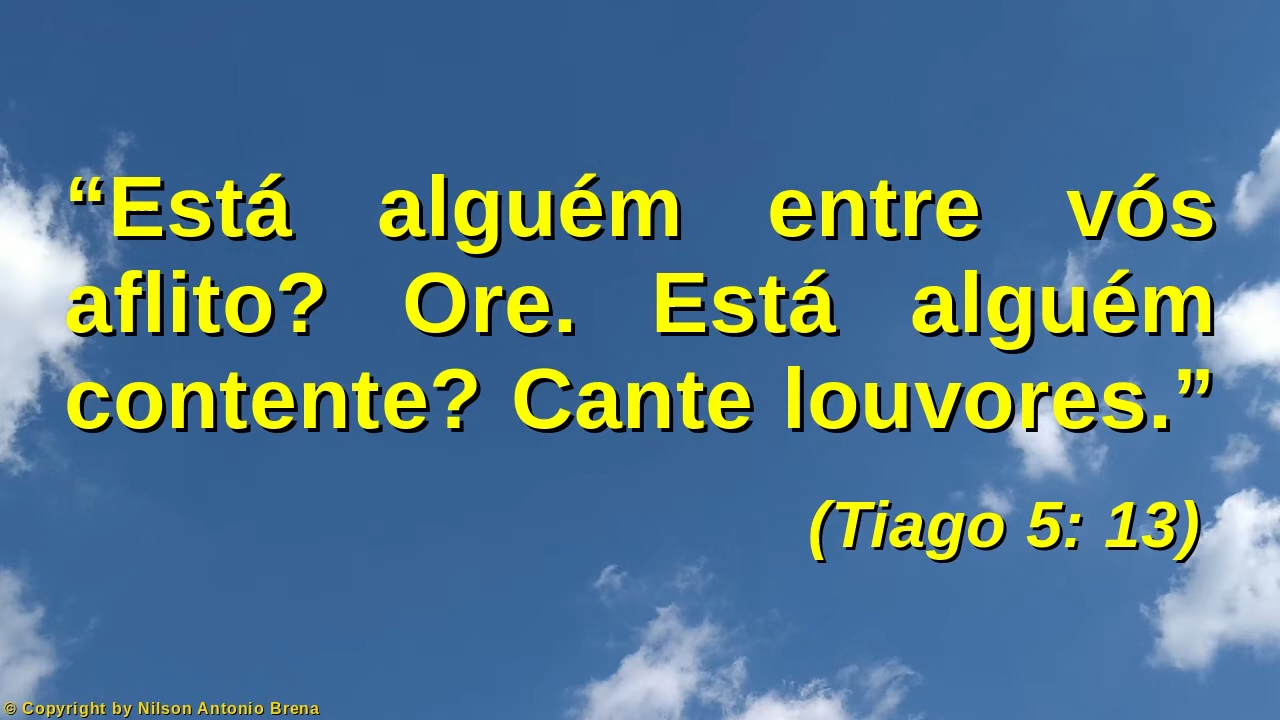 “Está alguém entre vós
aflito? Ore. Está alguém
contente? Cante louvores.”
(Tiago 5: 13)
© Copyright by Nilson Antonio Brena